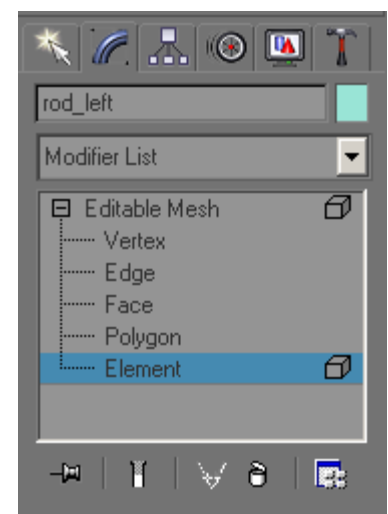 rod_left
Modifier List
Editable Mesh
Vertex
Edge
Face
Polygon
Element